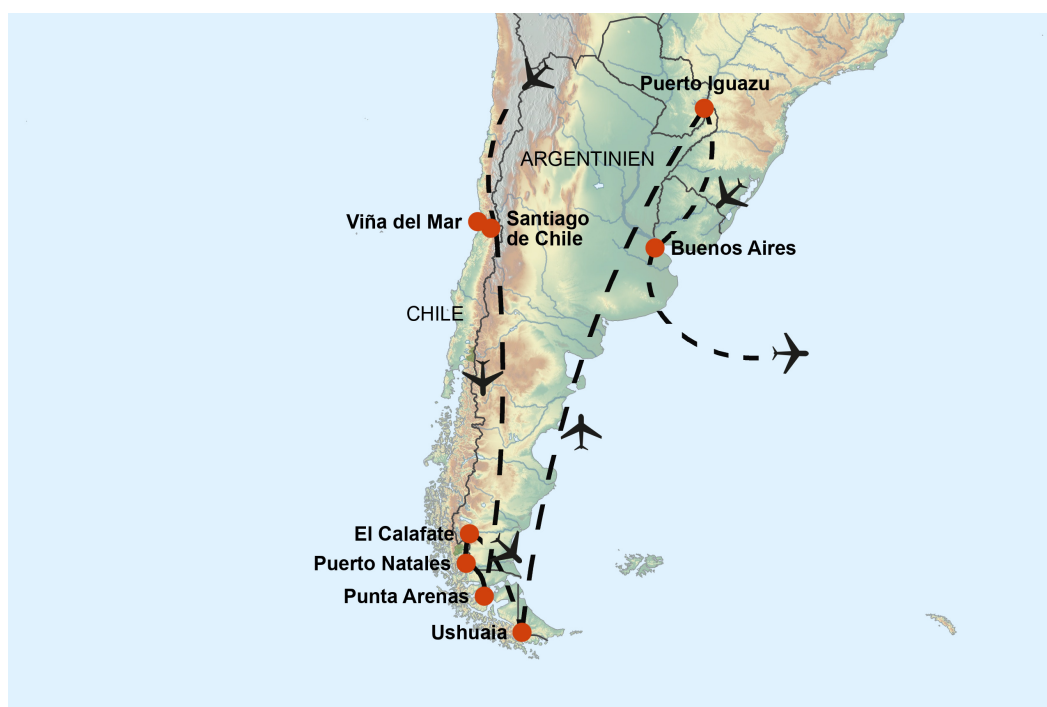 Puerto Iguazu
ARGENTINIEN
Viña del Mar
Santiago
de Chile
Buenos Aires
CHILE
El Calafate
Puerto Natales
Punta Arenas
Ushuaia